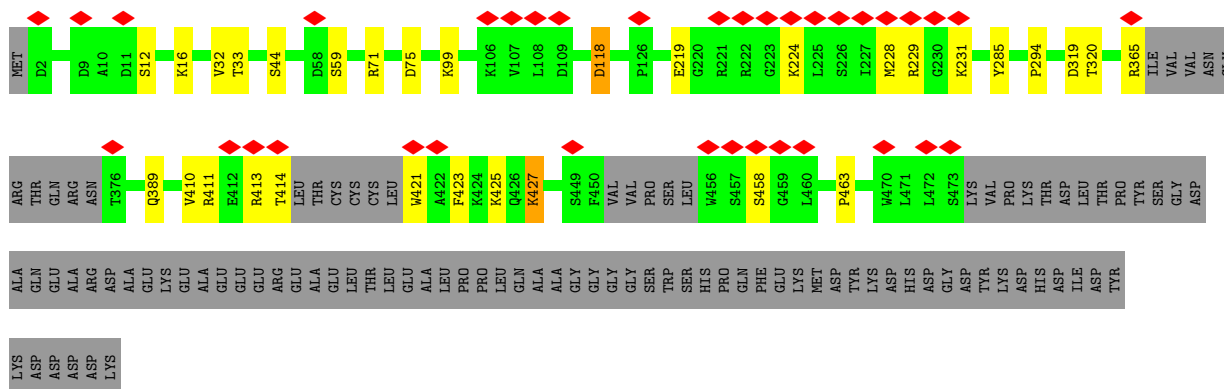 MET D2 D9 A10 D11 S12 K16 V32 T33 S44 D58 S59 R71 D75 K99 K106 V107 L108 D109 D118 P126 E219 G220 R221 R222 G223 K224 L225 S226 I227 M228 R229 G230 K231 Y285 P294 D319 T320 R365 ILE VAL VAL ASN
ARG THR GLY ARG ASN T376 Q389 V410 R411 E412 R413 T414 LEU THR CYS CYS CYS LEU W421 A422 F423 K424 K425 Q426 K427 S449 F450 VAL VAL PRO SER LEU W456 S457 S458 G459 L460 P463 W470 L471 L472 S473 LYS VAL PRO LYS THR ASP LEU THR PRO TYR SER GLY ASP
ALA GLN GLU ALA ARG ASP ALA GLU LYS GLU ALA GLU GLU GLU ARG GLU ALA GLU LEU THR LEU GLU ALA LEU PRO PRO LEU GLN ALA ALA GLY GLY GLY GLY SER TRP SER HIS PRO GLN PHE GLU LYS MET ASP TYR LYS ASP HIS ASP GLY ASP TYR LYS ASP HIS ASP ILE ASP TYR
LYS ASP ASP ASP ASP LYS